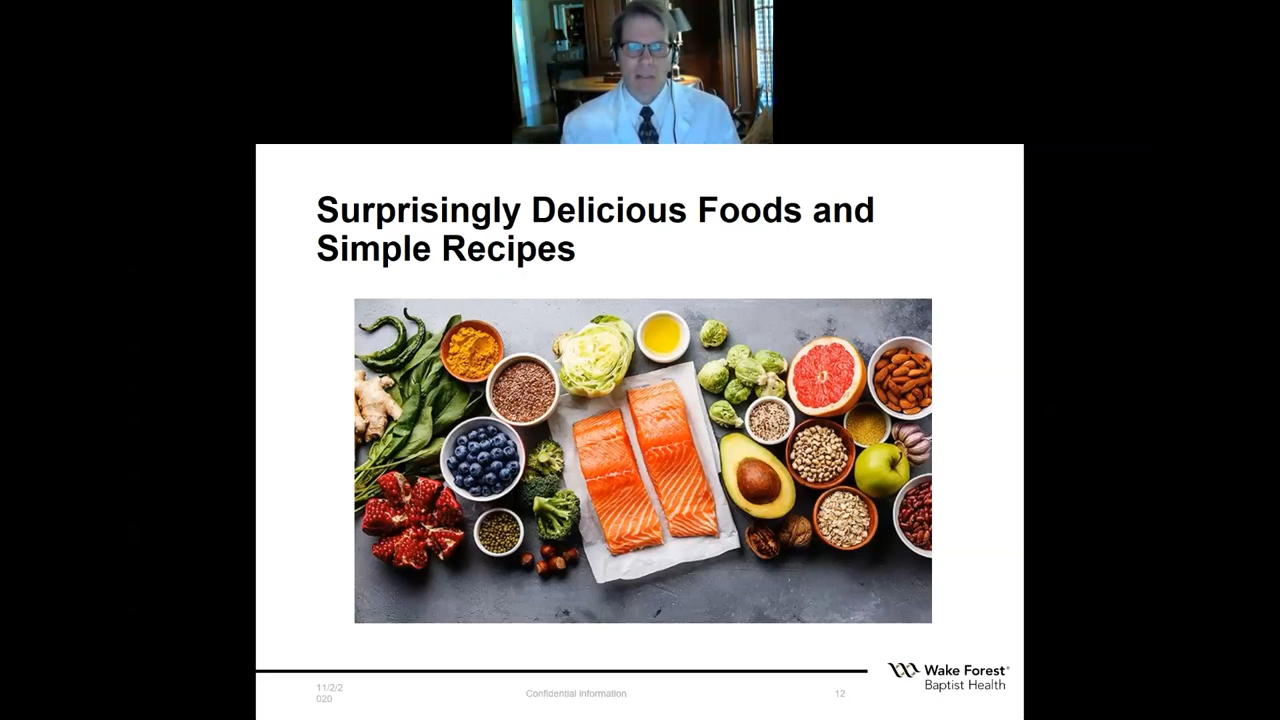 Surprisingly Delicious Foods and
Simple Recipes
11/2/2
020
Confidential Information
12
Wake Forest®
Baptist Health